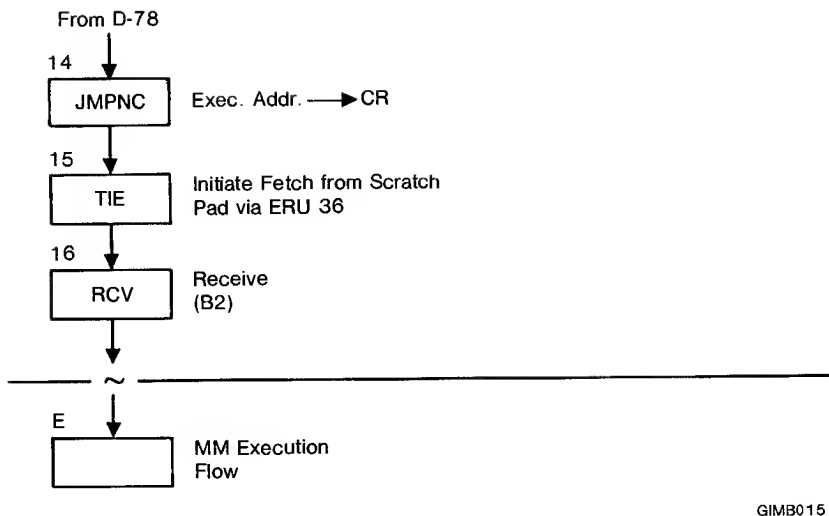 From D-78
14
JMPNC
Exec. Addr. → CR
15
TIE
Initiate Fetch from Scratch
Pad via ERU 36
16
RCV
Receive
(B2)
~
E
MM Execution
Flow
GIMB015